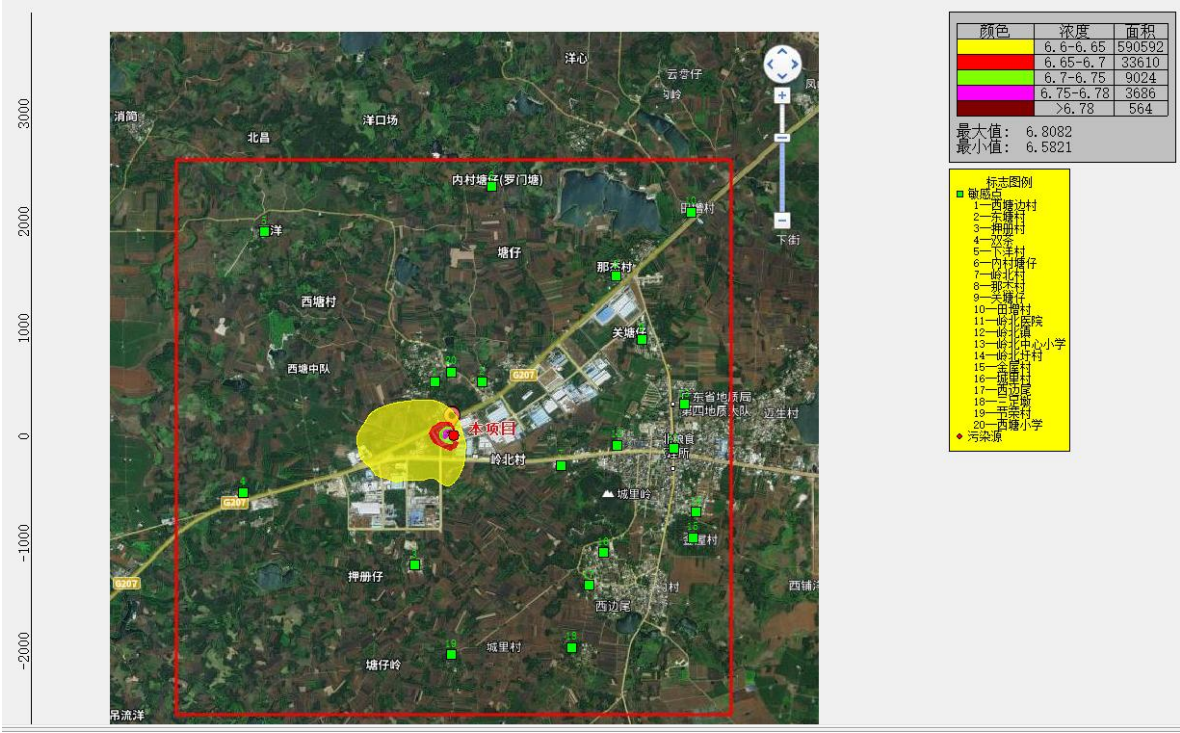 颜色 浓度 面积
6.6-6.65 590592
6.65-6.7 33610
6.7-6.75 9024
6.75-6.78 3686
>6.78 564
最大值: 6.8082
最小值: 6.5821
标志图例
敏感点
1—西塘边村
2—东塘村
3—押册村
4—双茶
5—下洋村
6—内村塘仔
7—岭北村
8—那杰村
9—关塘仔
10—田增村
11—岭北医院
12—岭北镇
13—岭北中心小学
14—岭北圩村
15—金屋村
16—城里村
17—西边尾
18—三足墩
19—节荣村
20—西塘小学
污染源
3000
2000
1000
0
-1000
-2000
洋心
云脊仔
消简
洋口场
北昌
内村塘仔(罗门塘)
下街
塘仔
那杰村
西塘村
关塘仔
西塘中队
G207
东省地质局
第四地质大队
迈生村
本项目
岭北村
城里岭
G207
G207
押册仔
西铺洋
西边尾
城里村
塘仔岭
吊流洋